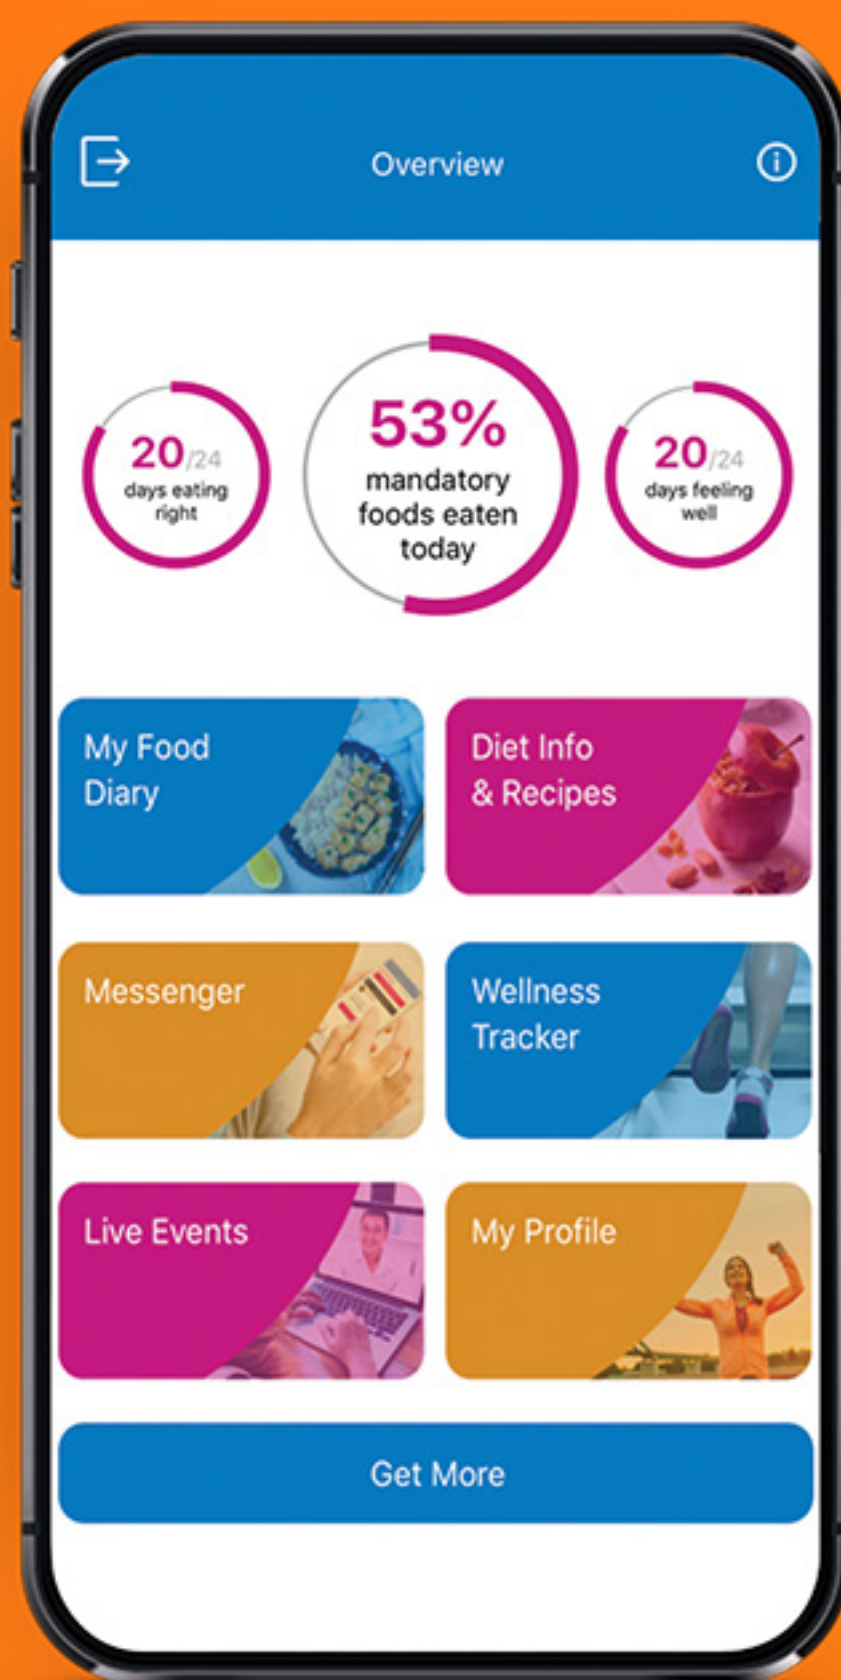 Overview
20/24
days eating
right
53%
mandatory
foods eaten
today
20/24
days feeling
well
My Food
Diary
Diet Info
& Recipes
Messenger
Wellness
Tracker
Live Events
My Profile
Get More